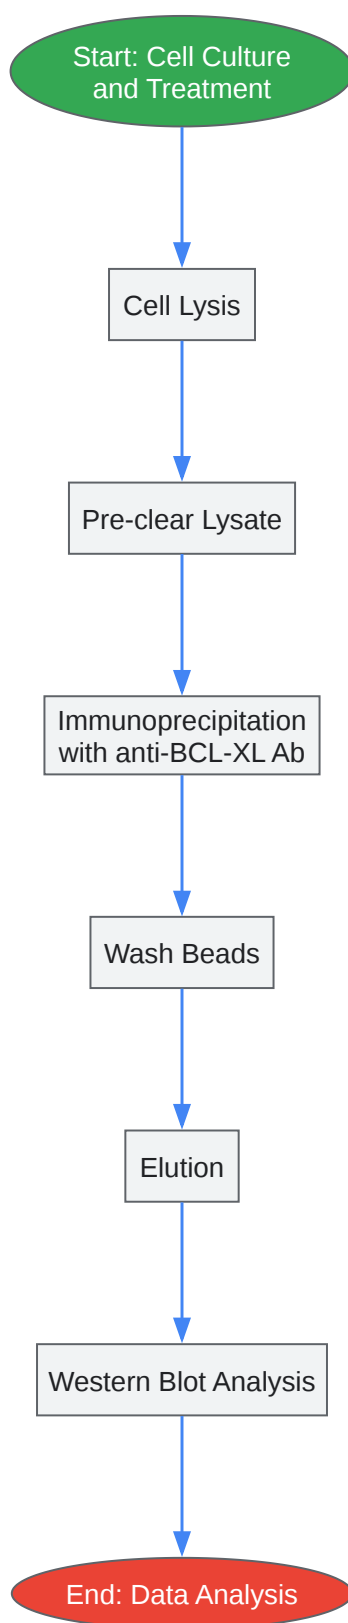 Start: Cell Culture
and Treatment
Cell Lysis
Pre-clear Lysate
Immunoprecipitation
with anti-BCL-XL Ab
Wash Beads
Elution
Western Blot Analysis
End: Data Analysis